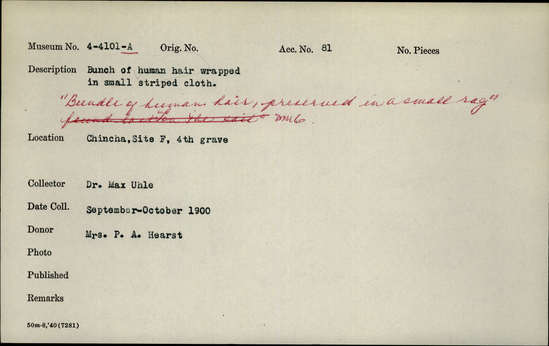 Museum No. 4-4101-A Orig. No. Acc. No. 81 No. Pieces
Description Bunch of human hair wrapped
in small striped cloth.
"Bundle of human hair, preserved in a small rag"
found
Location Chincha,Site F, 4th grave
Collector Dr. Max Uhle
Date Coll. September-October 1900
Donor Mrs. P. A. Hearst
Photo
Published
Remarks
50m-8,'40(7281)